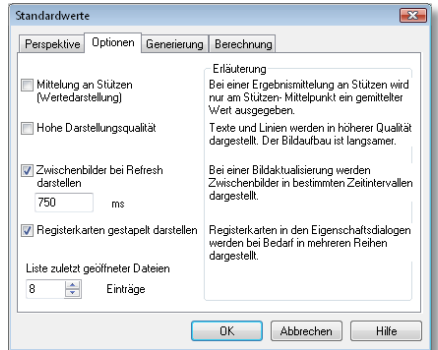 Standardwerte
Perspektive Optionen Generierung Berechnung
Erläuterung
Mittelung an Stützen
(Wertedarstellung)
Bei einer Ergebnismittelung an Stützen wird
nur am Stützen- Mittelpunkt ein gemittelter
Wert ausgegeben.
Hohe Darstellungsqualität
Texte und Linien werden in höherer Qualität
dargestellt. Der Bildaufbau ist langsamer.
Zwischenbilder bei Refresh
darstellen
750 ms
Bei einer Bildaktualisierung werden
Zwischenbilder in bestimmten Zeitintervallen
dargestellt.
Registerkarten gestapelt darstellen
Registerkarten in den Eigenschaftsdialogen
werden bei Bedarf in mehreren Reihen
dargestellt.
Liste zuletzt geöffneter Dateien
8 Einträge
OK Abbrechen Hilfe